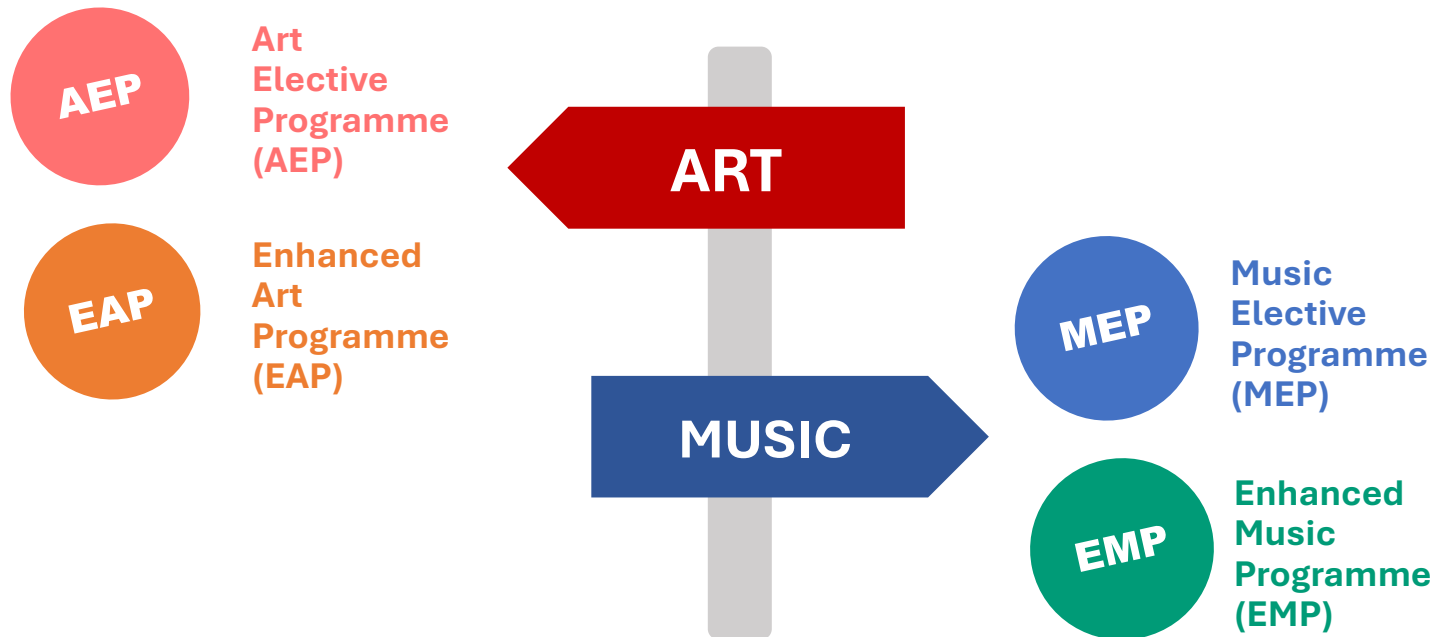 AEP
Art
Elective
Programme
(AEP)
ART
EAP
Enhanced
Art
Programme
(EAP)
MEP
Music
Elective
Programme
(MEP)
MUSIC
EMP
Enhanced
Music
Programme
(EMP)